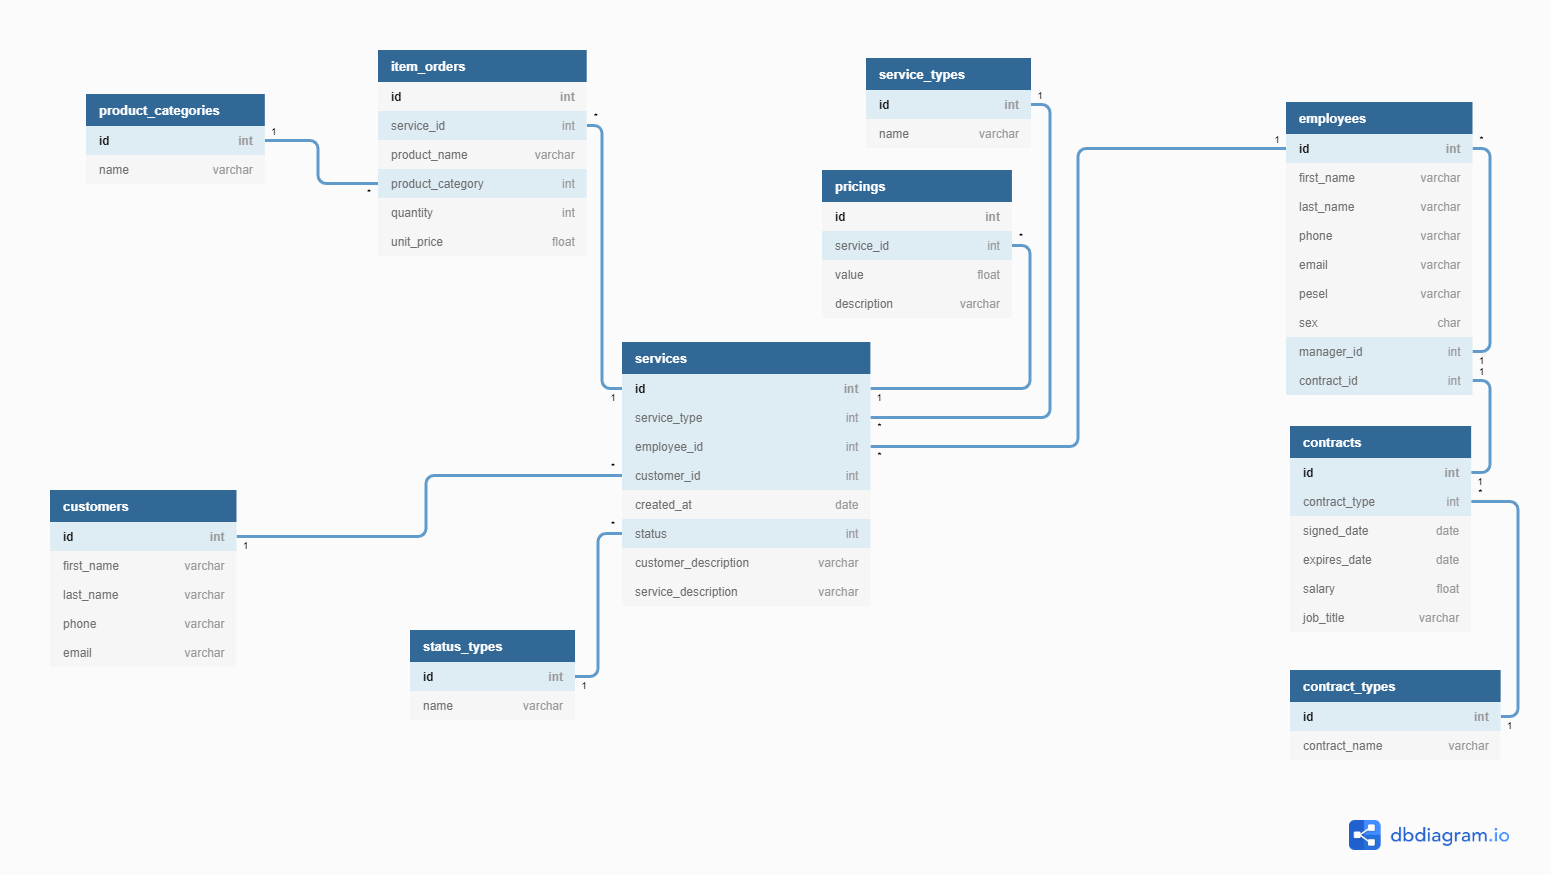 product_categories
id int
name varchar
item_orders
id int
service_id int
product_name varchar
product_category int
quantity int
unit_price float
service_types
id int
name varchar
pricings
id int
service_id int
value float
description varchar
employees
id int
first_name varchar
last_name varchar
phone varchar
email varchar
pesel varchar
sex char
manager_id int
contract_id int
services
id int
service_type int
employee_id int
customer_id int
created_at date
status int
customer_description varchar
service_description varchar
contracts
id int
contract_type int
signed_date date
expires_date date
salary float
job_title varchar
customers
id int
first_name varchar
last_name varchar
phone varchar
email varchar
status_types
id int
name varchar
contract_types
id int
contract_name varchar
1
*
*
1
1
*
*
1
1
*
1
*
*
1
*
1
*
1
1
1
*
1
dbdiagram.io